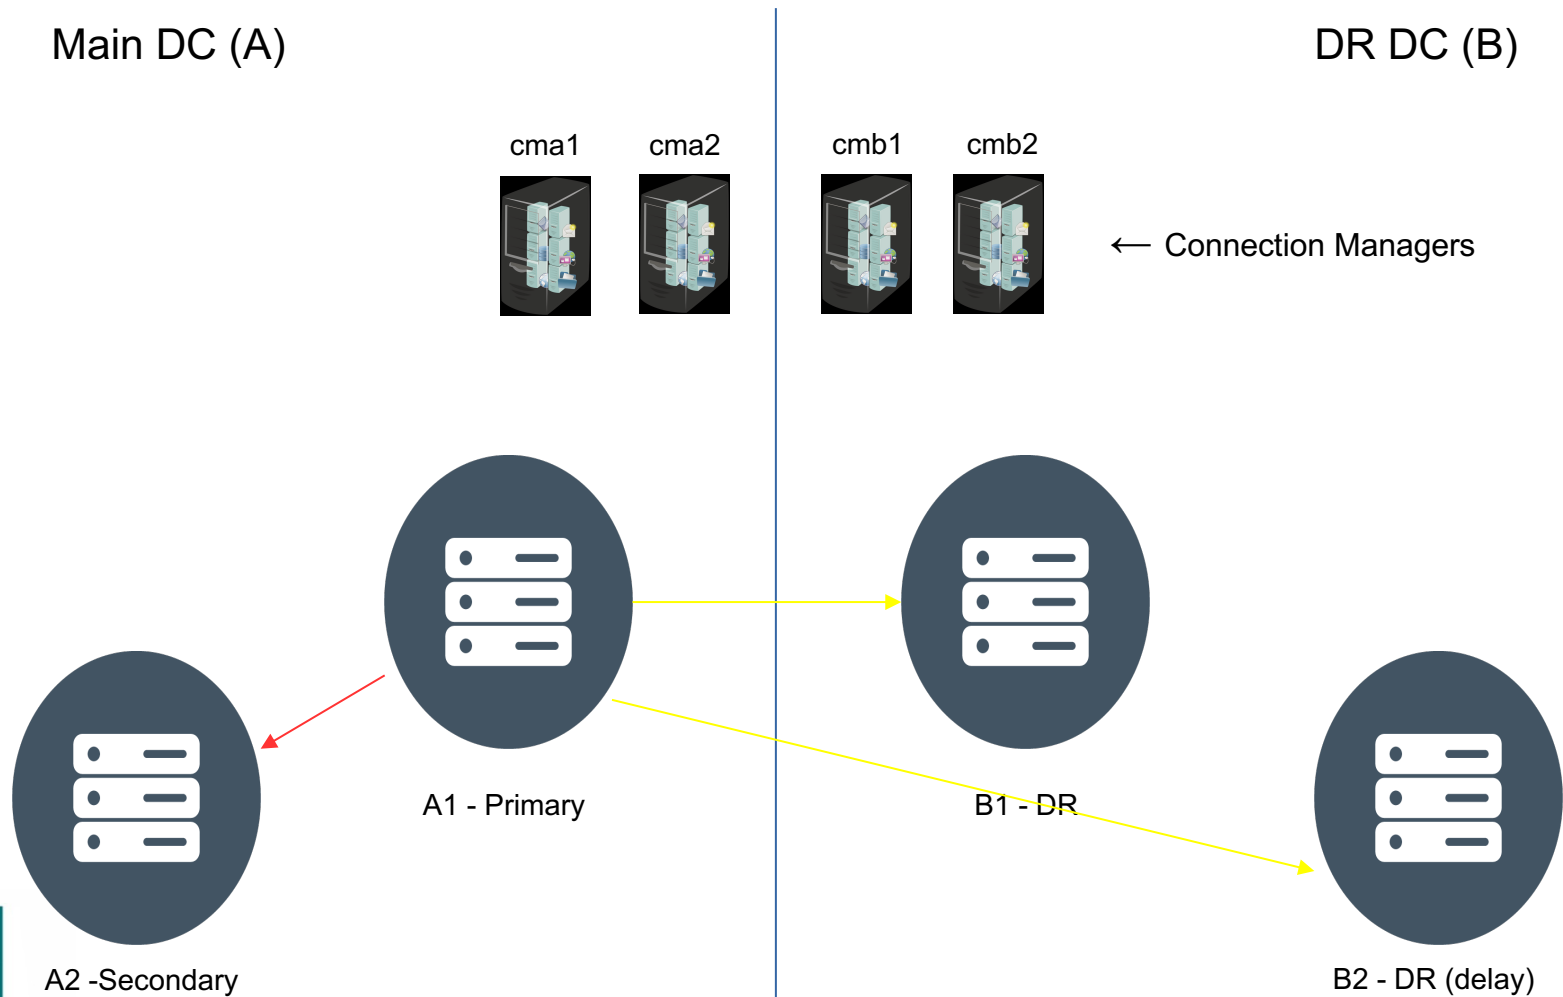 Main DC (A)
DR DC (B)
cma1
cma2
cmb1
cmb2
← Connection Managers
A1 - Primary
B1 - DR
A2 -Secondary
B2 - DR (delay)